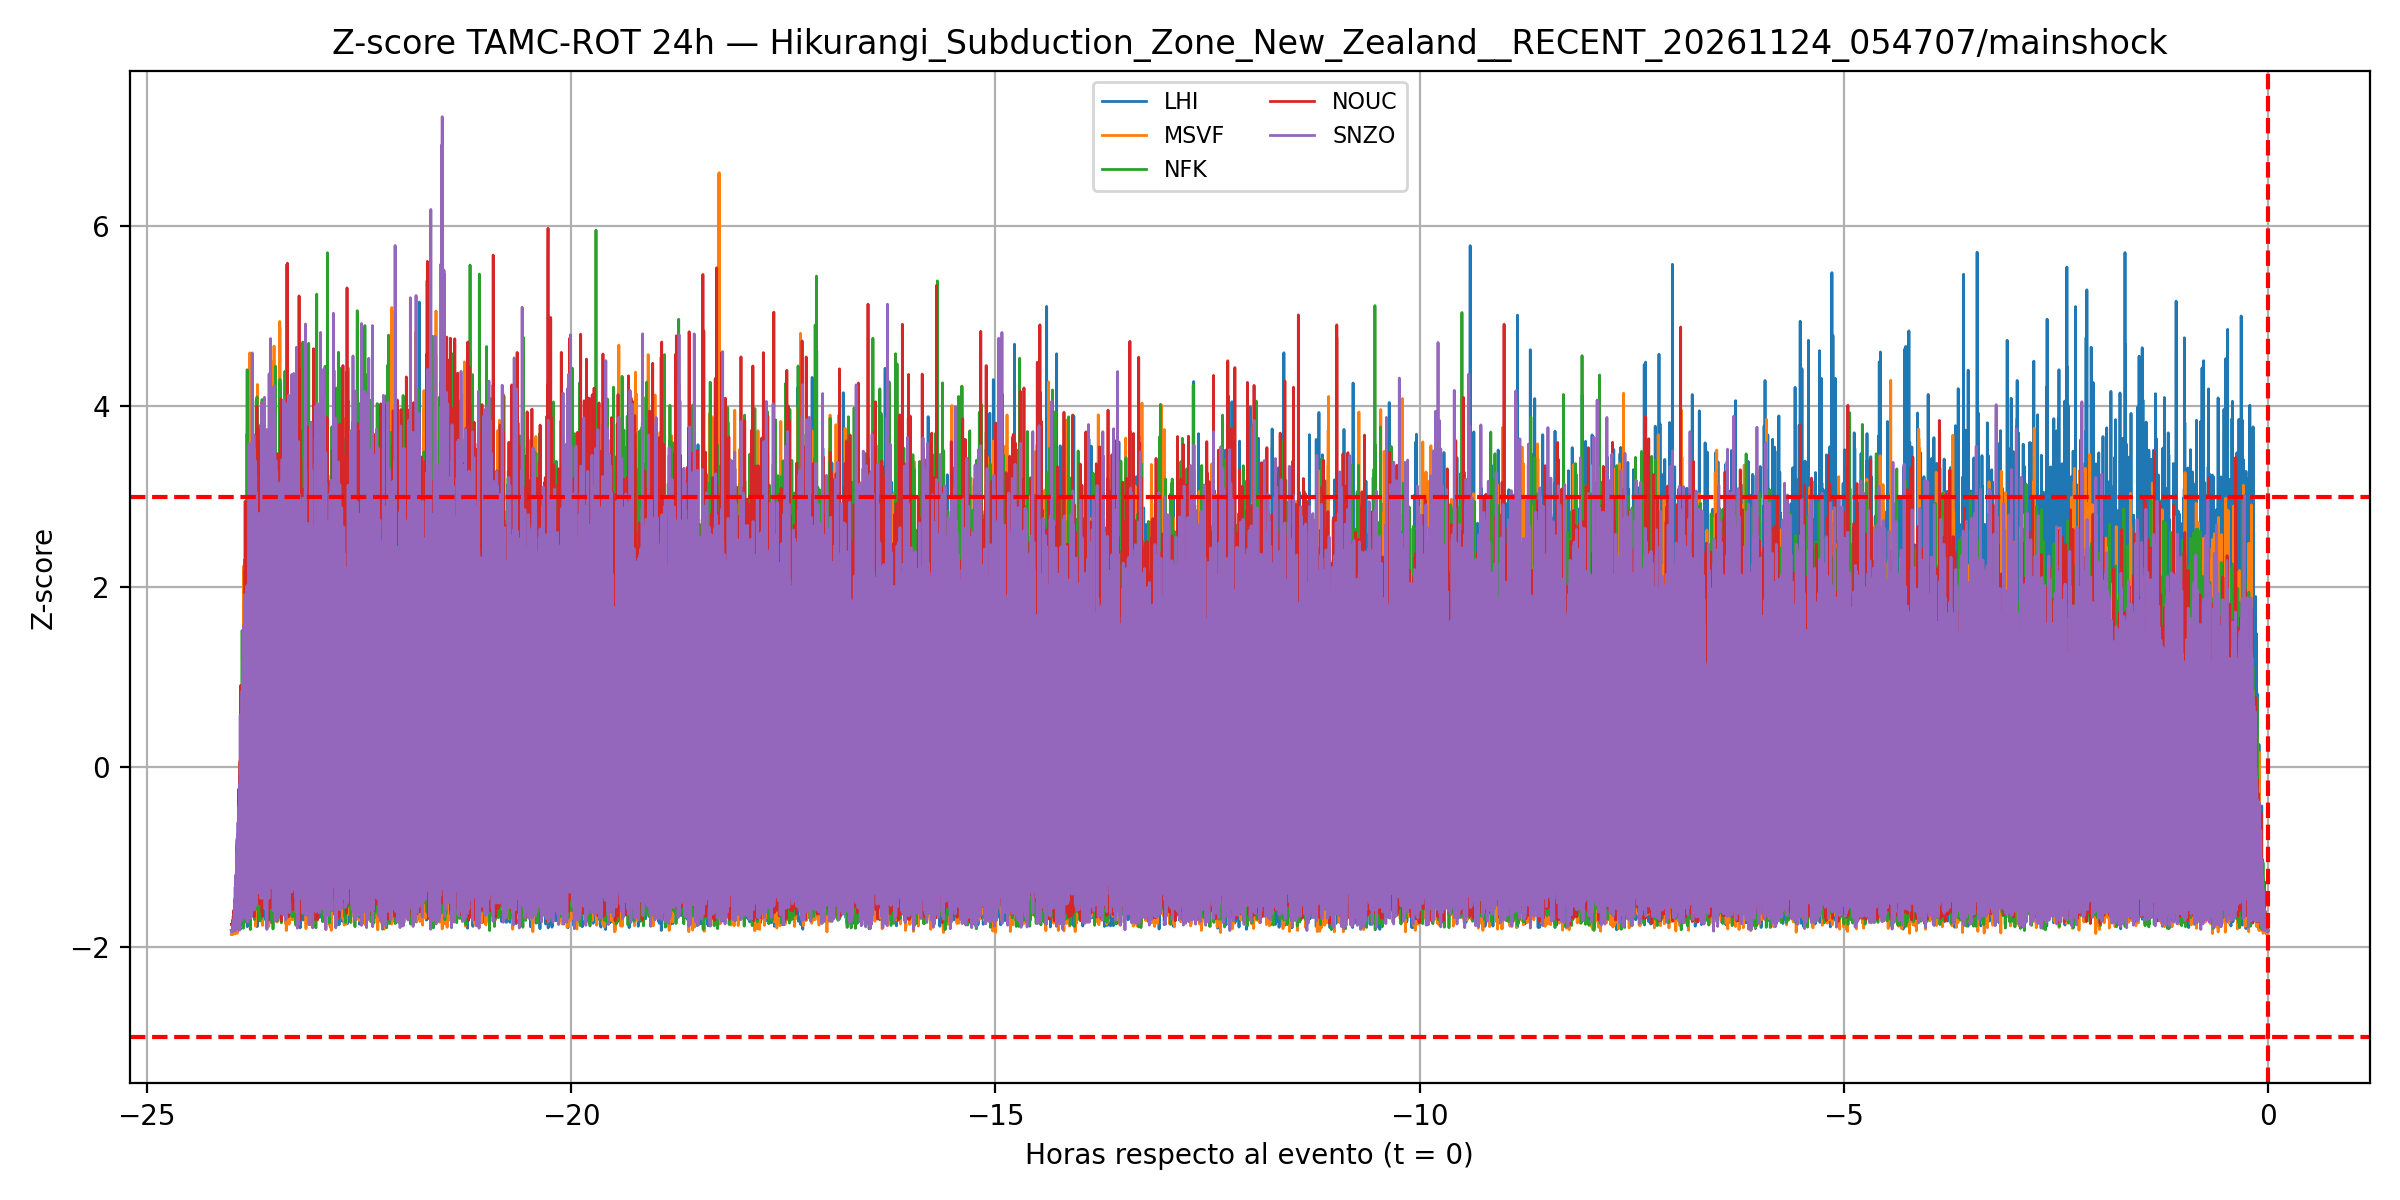 Z-score TAMC-ROT 24h — Hikurangi_Subduction_Zone_New_Zealand__RECENT_20261124_054707/mainshock
LHI
MSVF
NFK
NOUC
SNZO
Z-score
6
4
2
0
−2
−25
−20
−15
−10
−5
0
Horas respecto al evento (t = 0)